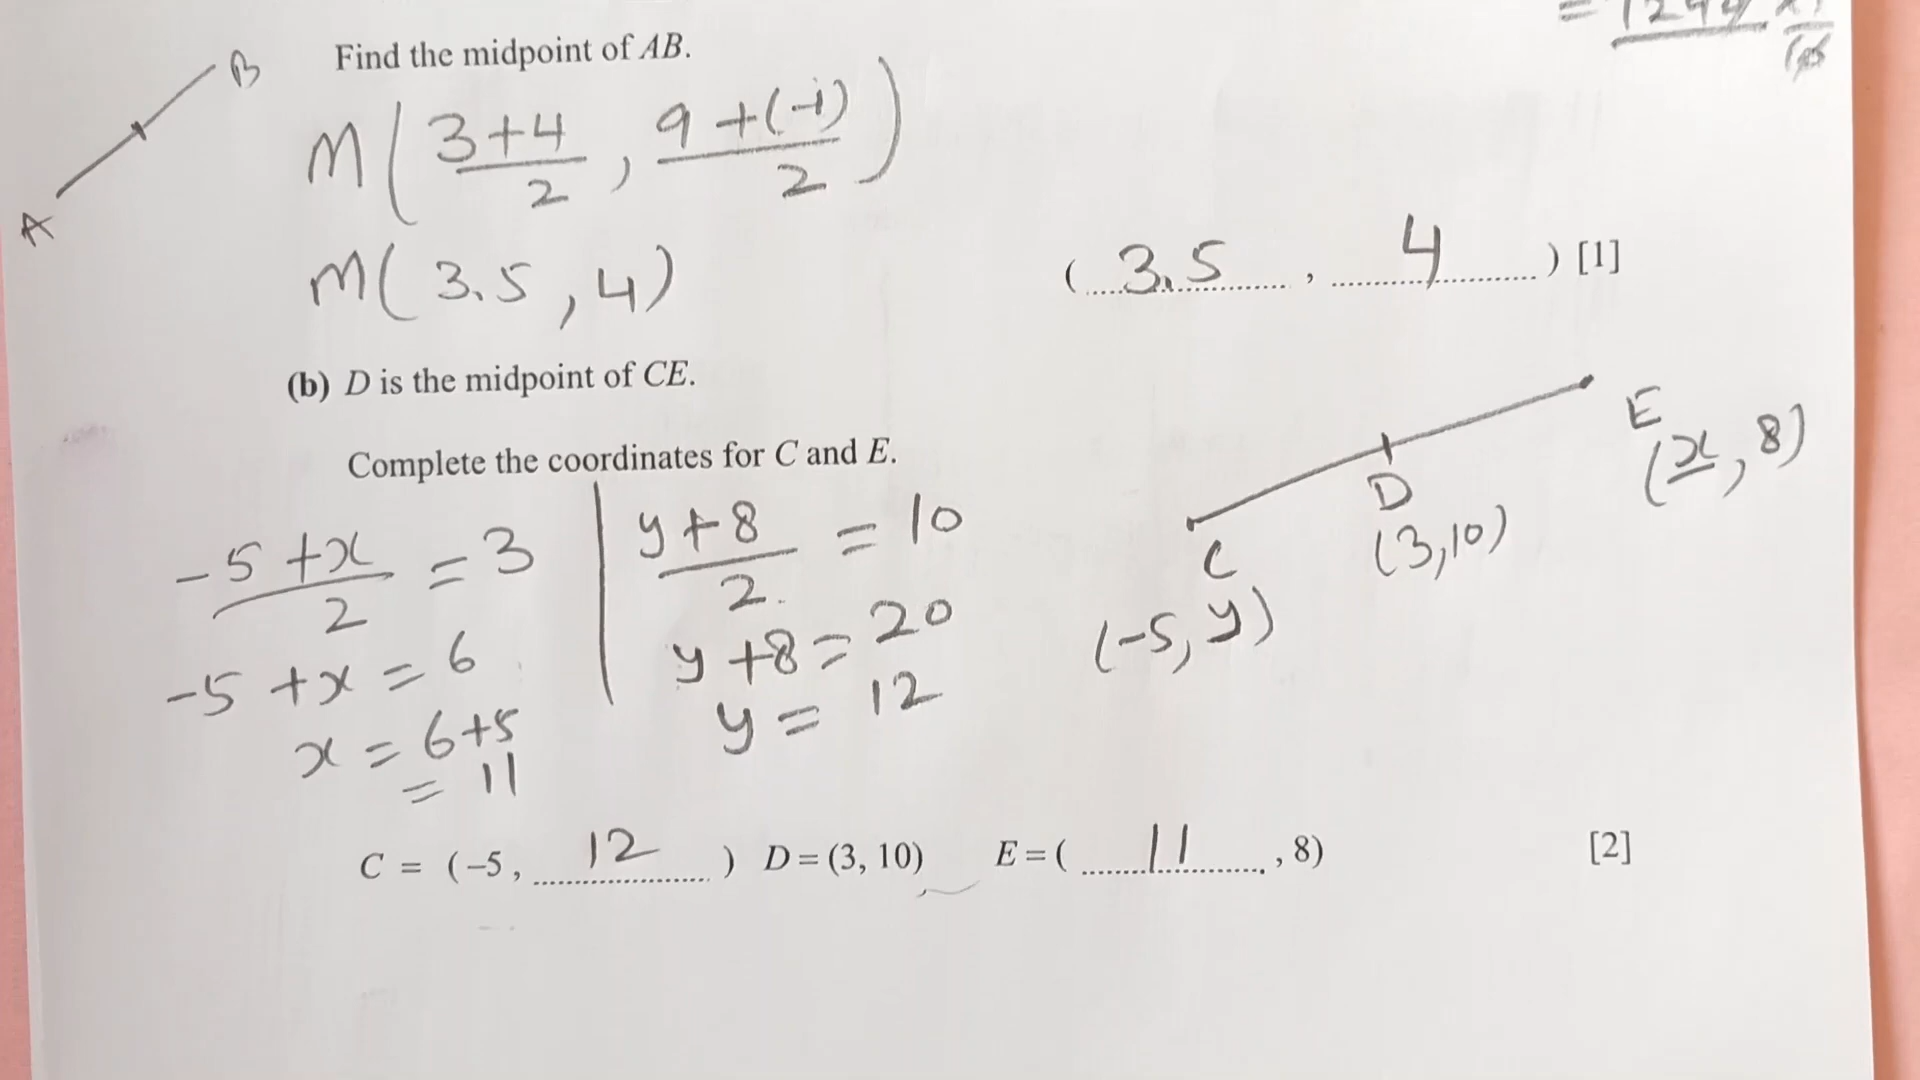 Find the midpoint of AB.
B
A
M(3+4/2, 9+(-1)/2)
M(3.5, 4)
(3.5, 4) [1]
(b) D is the midpoint of CE.
Complete the coordinates for C and E.
E
(x, 8)
D
(3,10)
C
(-5, y)
-5+x/2 = 3
-5+x = 6
x = 6+5
= 11
y+8/2. = 10
y+8 = 20
y = 12
C = (–5, 12) D = (3, 10) E = (11, 8) [2]